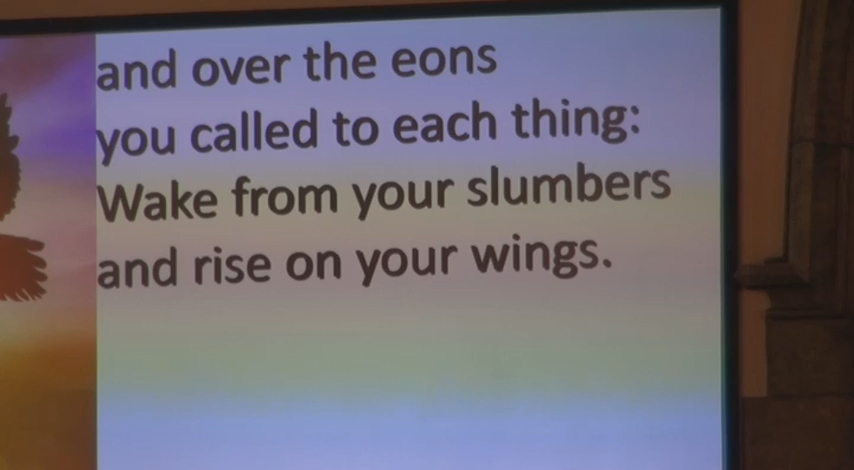 and over the eons
you called to each thing:
Wake from your slumbers
and rise on your wings.